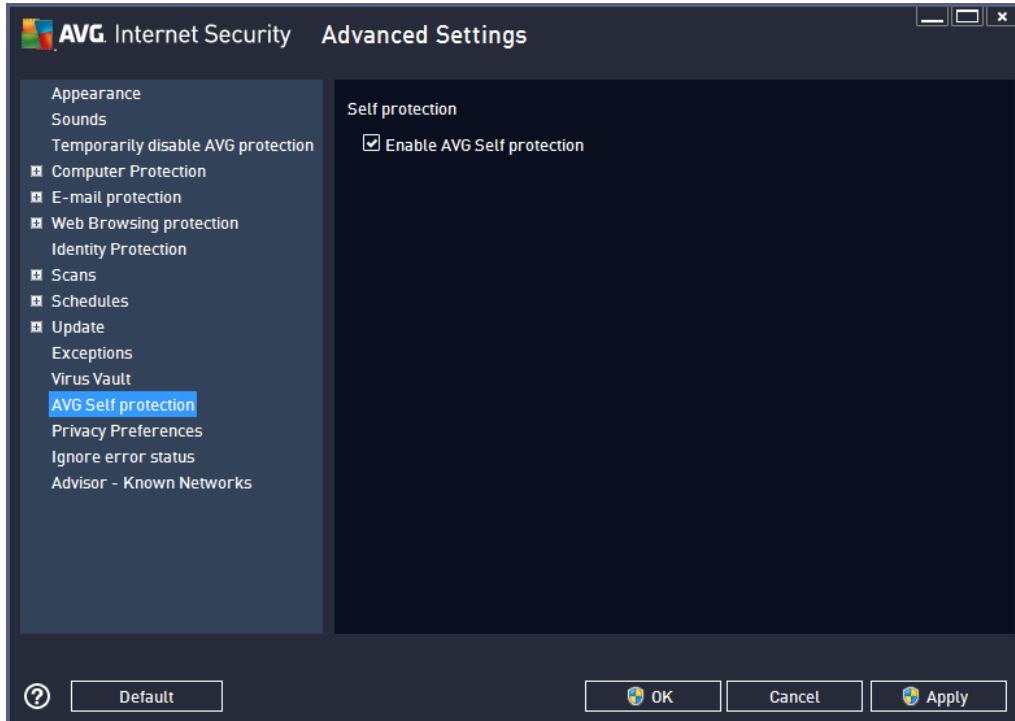 AVG. Internet Security Advanced Settings
Appearance
Sounds
Temporarily disable AVG protection
Computer Protection
E-mail protection
Web Browsing protection
Identity Protection
Scans
Schedules
Update
Exceptions
Virus Vault
AVG Self protection
Privacy Preferences
Ignore error status
Advisor - Known Networks
Self protection
Enable AVG Self protection
? Default OK Cancel Apply